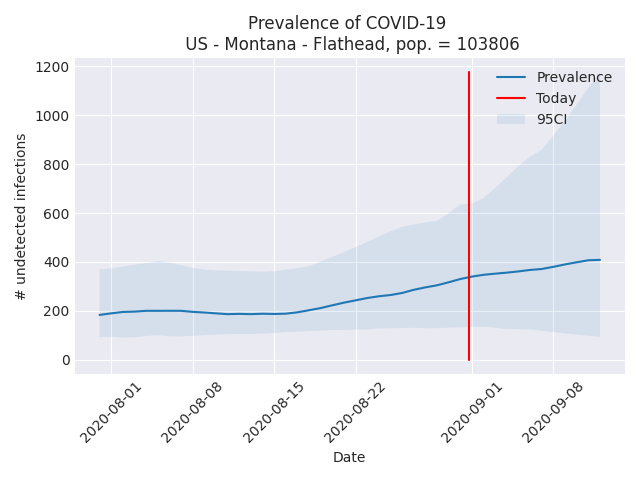 Prevalence of COVID-19
US - Montana - Flathead, pop. = 103806
1200
1000
800
600
400
200
0
# undetected infections
Prevalence
Today
95CI
2020-08-01
2020-08-08
2020-08-15
2020-08-22
2020-09-01
2020-09-08
Date